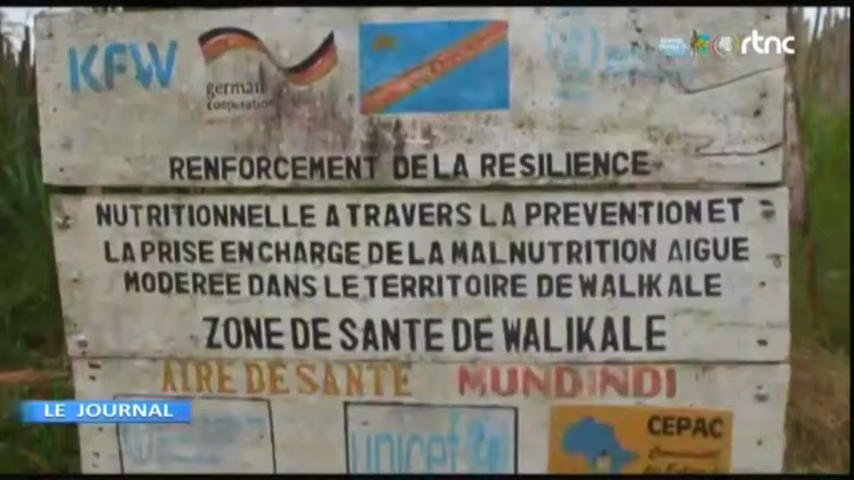 rtnc
KFW
german
cooperation
RENFORCEMENT DE LA RESILIENCE
NUTRITIONNELLE A TRAVERS LA PREVENTION ET
LA PRISE EN CHARGE DE LA MALNUTRITION AIGUE
MODEREE DANS LE TERRITOIRE DE WALIKALE
ZONE DE SANTE DE WALIKALE
AIRE DE SANTE MUNDINDI
LE JOURNAL
unicef
CEPAC